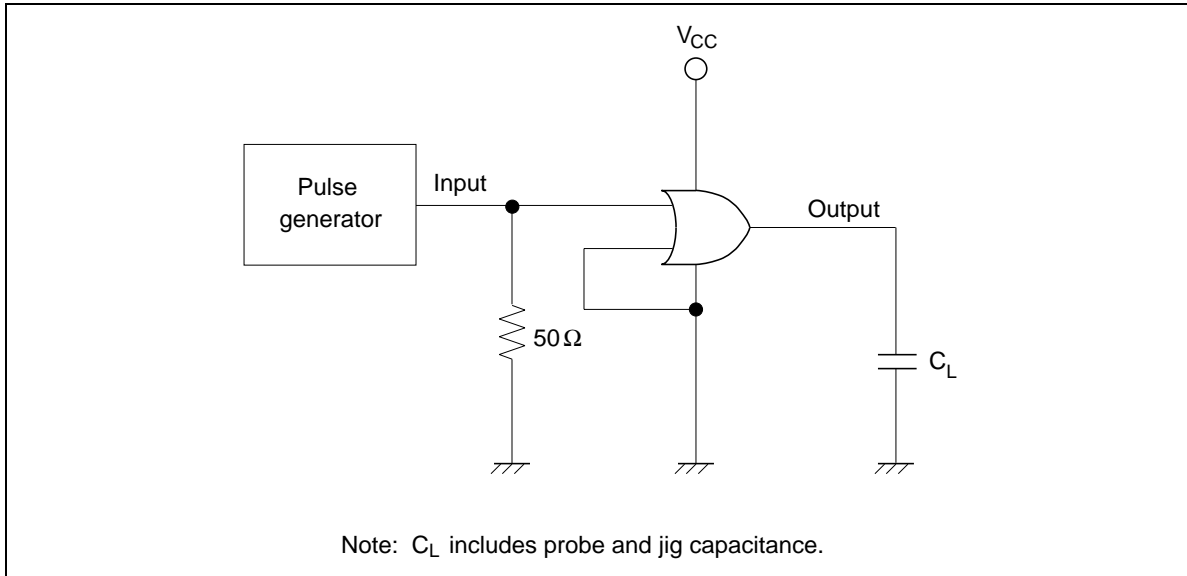 VCC
Pulse
generator
Input
Output
50Ω
CL
Note: CL includes probe and jig capacitance.